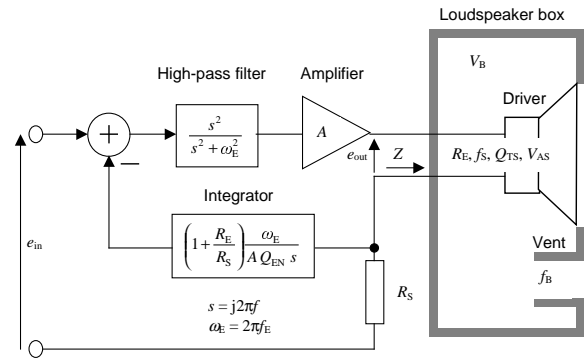 Loudspeaker box
V_B
High-pass filter
Amplifier
Driver
+
s^2 / (s^2 + ω_E^2)
A
e_out
Z
R_E, f_S, Q_TS, V_AS
−
Integrator
e_in
(1 + R_E / R_S) ω_E / (A Q_EN s)
Vent
f_B
R_S
s = j2πf
ω_E = 2πf_E